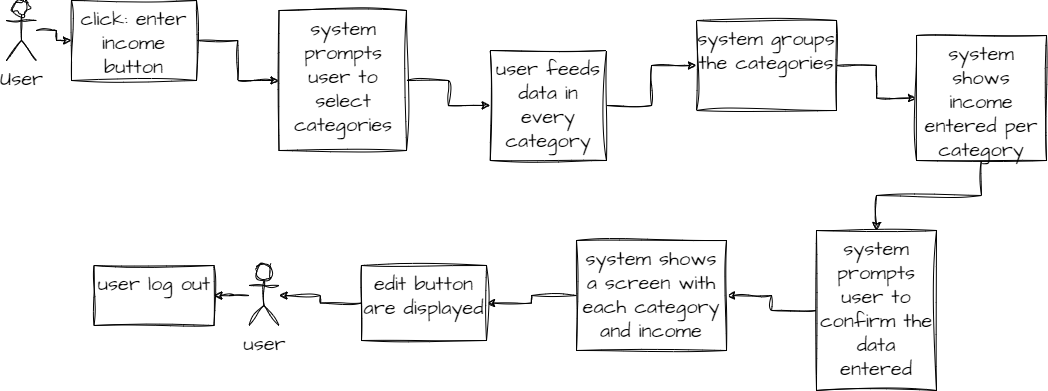 user
click: enter
income
button
system
prompts
user to
select
categories
user feeds
data in
every
category
system groups
the categories
system
shows
income
entered per
category
system
prompts
user to
confirm the
data
entered
system shows
a screen with
each category
and income
edit button
are displayed
user
user log out